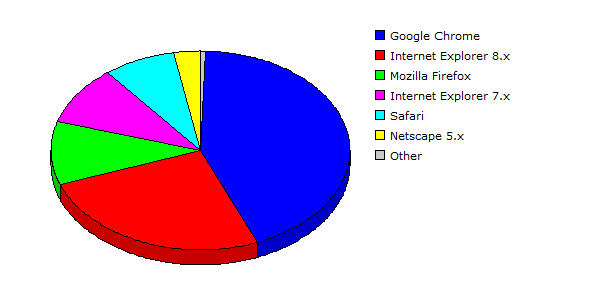 Google Chrome
Internet Explorer 8.x
Mozilla Firefox
Internet Explorer 7.x
Safari
Netscape 5.x
Other